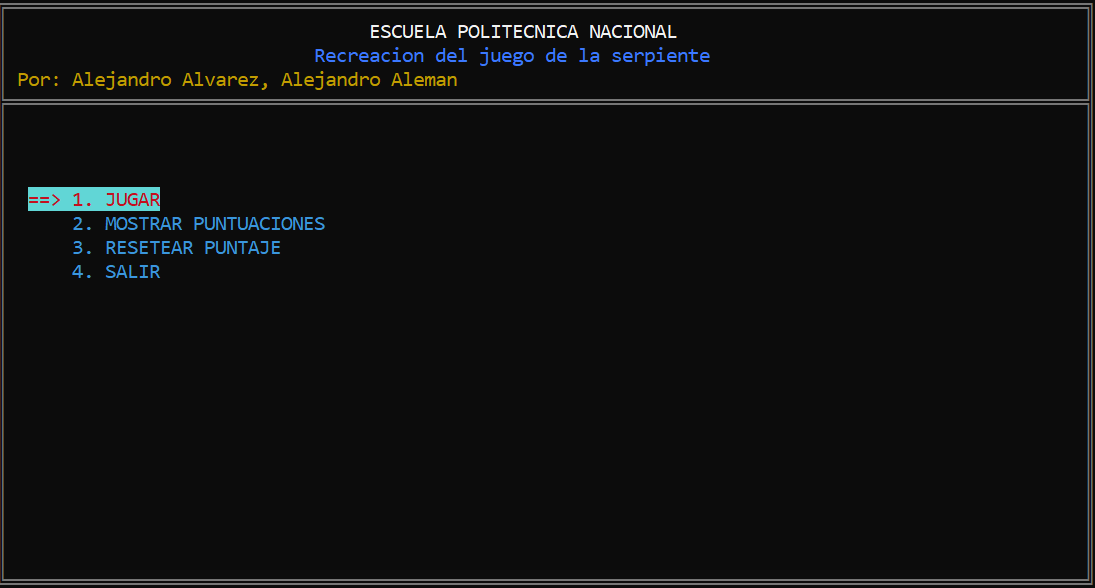 ESCUELA POLITECNICA NACIONAL
Recreacion del juego de la serpiente
Por: Alejandro Alvarez, Alejandro Aleman
==> 1. JUGAR
2. MOSTRAR PUNTUACIONES
3. RESETEAR PUNTAJE
4. SALIR